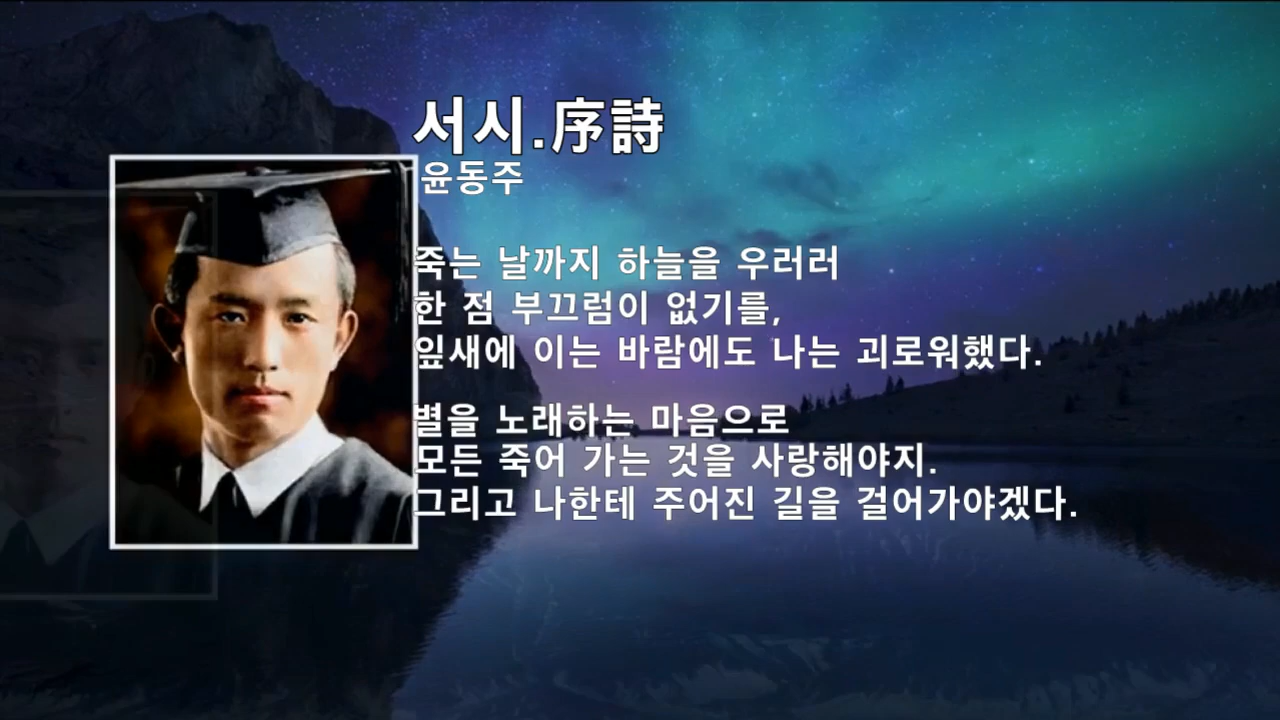 서시.序詩
윤동주
죽는 날까지 하늘을 우러러
한 점 부끄럼이 없기를,
잎새에 이는 바람에도 나는 괴로워했다.
별을 노래하는 마음으로
모든 죽어 가는 것을 사랑해야지.
그리고 나한테 주어진 길을 걸어가야겠다.